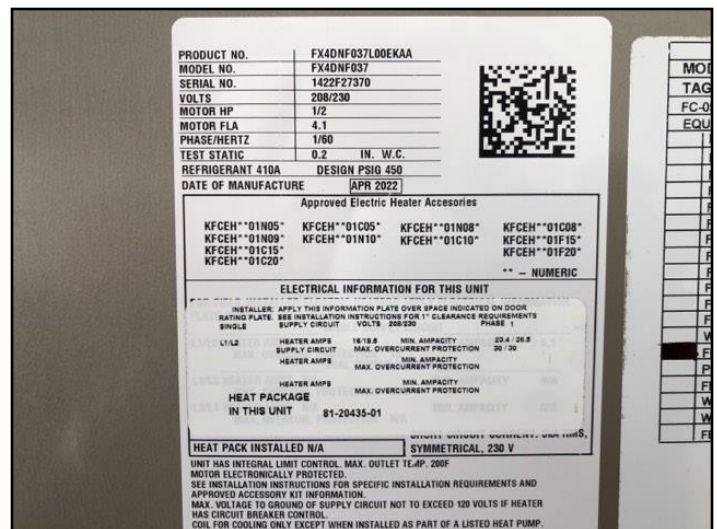 PRODUCT NO. FX4DNF037L00EKAA
MODEL NO. FX4DNF037
SERIAL NO. 1422F27370
VOLTS 208/230
MOTOR HP 1/2
MOTOR FLA 4.1
PHASE/HERTZ 1/60
TEST STATIC 0.2 IN. W.C.
REFRIGERANT 410A DESIGN PSIG 450
DATE OF MANUFACTURE APR 2022
Approved Electric Heater Accesories
KFCEH**01N05* KFCEH**01C05* KFCEH**01N08* KFCEH**01C08*
KFCEH**01N09* KFCEH**01N10* KFCEH**01C10* KFCEH**01F15*
KFCEH**01C15* KFCEH**01F20*
KFCEH**01C20*
** – NUMERIC
ELECTRICAL INFORMATION FOR THIS UNIT
INSTALLER: APPLY THIS INFORMATION PLATE OVER SPACE INDICATED ON DOOR
RATING PLATE. SEE INSTALLATION INSTRUCTIONS FOR 1" CLEARANCE REQUIREMENTS
SINGLE SUPPLY CIRCUIT VOLTS 208/230 PHASE 1
L1/L2 HEATER AMPS MIN. AMPACITY
SUPPLY CIRCUIT MAX. OVERCURRENT PROTECTION 30 / 30
HEATER AMPS MIN. AMPACITY
MAX. OVERCURRENT PROTECTION
HEATER AMPS MIN. AMPACITY
MAX. OVERCURRENT PROTECTION
HEAT PACKAGE
IN THIS UNIT 81-20435-01
HEAT PACK INSTALLED N/A
SYMMETRICAL, 230 V
UNIT HAS INTEGRAL LIMIT CONTROL. MAX. OUTLET TEMP. 200F
MOTOR ELECTRONICALLY PROTECTED.
SEE INSTALLATION INSTRUCTIONS FOR SPECIFIC INSTALLATION REQUIREMENTS AND
APPROVED ACCESSORY KIT INFORMATION.
MAX. VOLTAGE TO GROUND OF SUPPLY CIRCUIT NOT TO EXCEED 120 VOLTS IF HEATER
HAS CIRCUIT BREAKER CONTROL.
COIL FOR COOLING ONLY EXCEPT WHEN INSTALLED AS PART OF A LISTED HEAT PUMP.
TAG
EQU